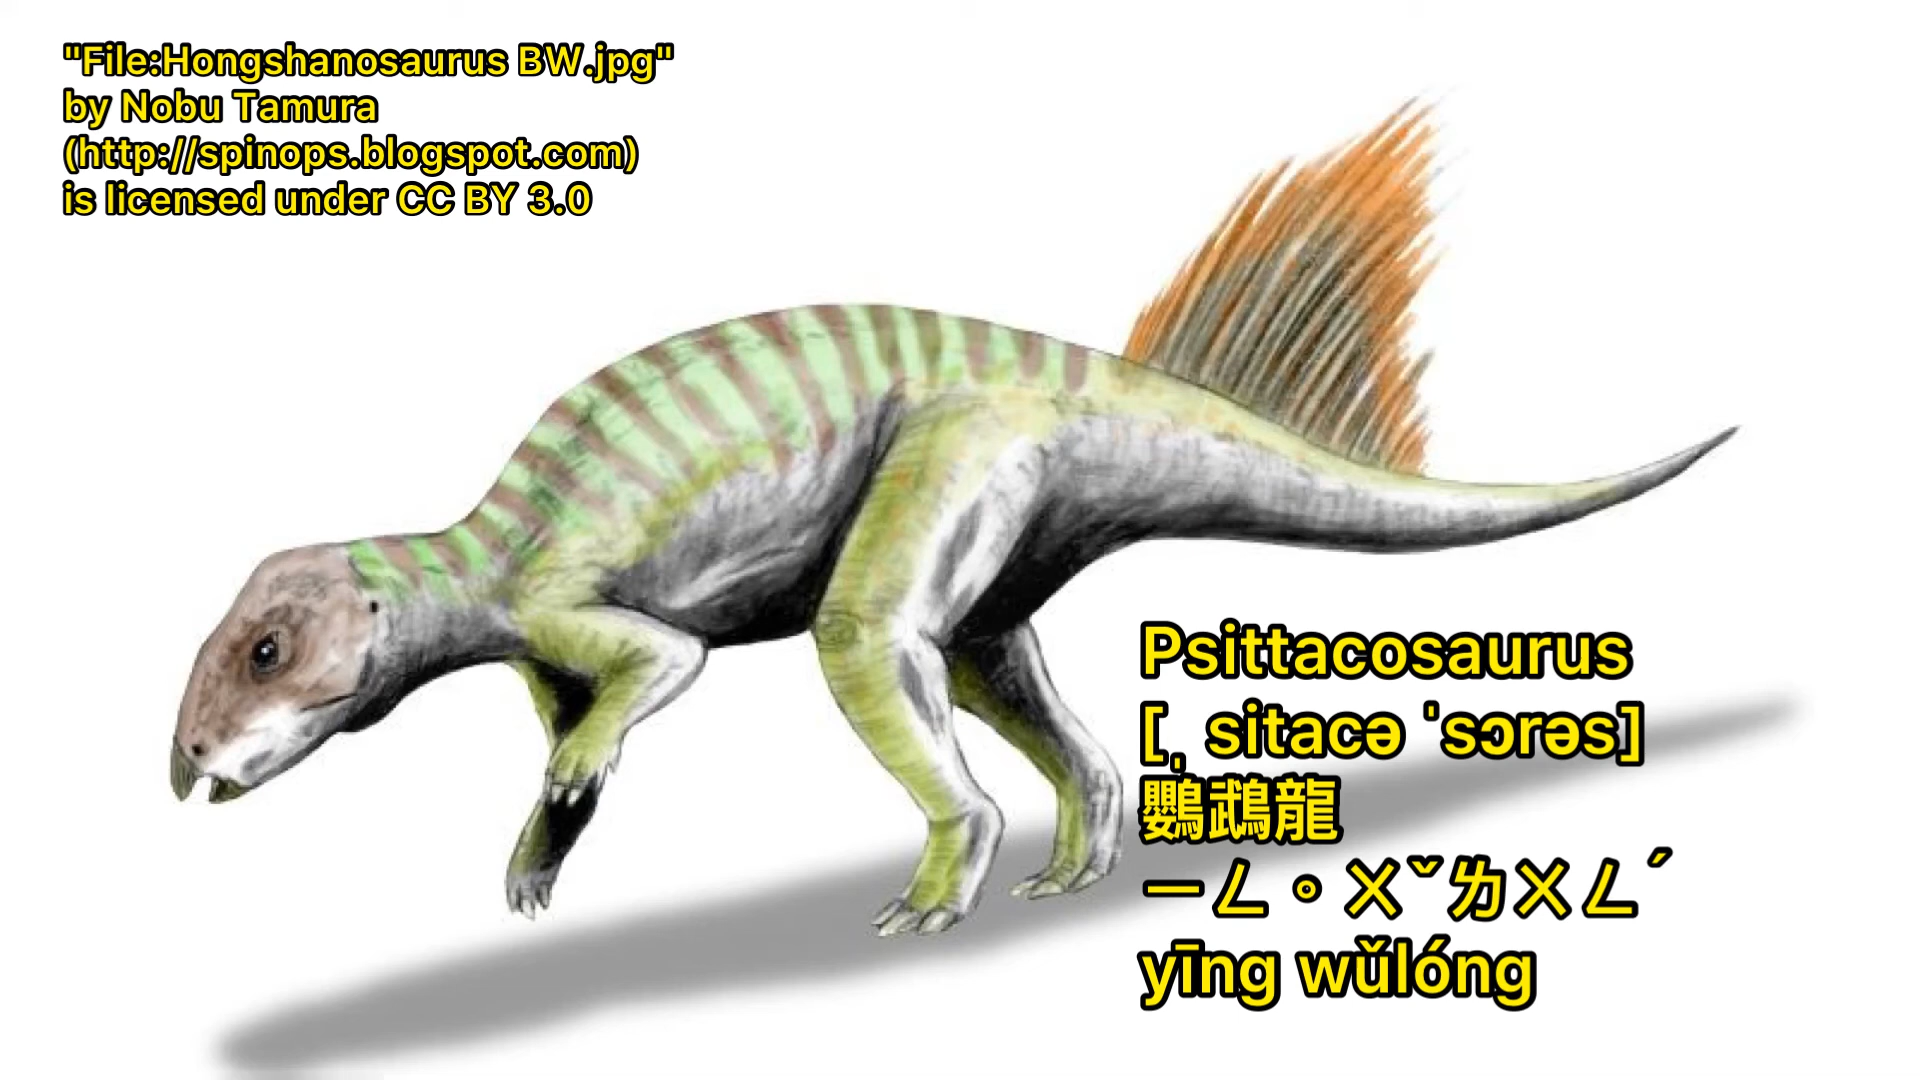 "File:Hongshanosaurus BW.jpg"
by Nobu Tamura
(http://spinops.blogspot.com)
is licensed under CC BY 3.0
Psittacosaurus
[ˌ sitacə ˈsɔrəs]
鸚鵡龍
ㄧㄥ。ㄨˇㄌㄨㄥˊ
yīng wǔlóng